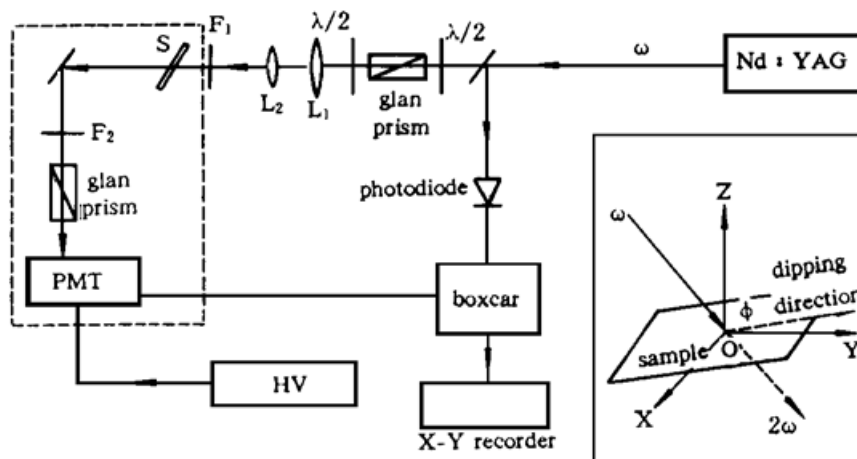 F₁
λ/2
λ/2
ω
Nd : YAG
S
L₂
L₁
glan
prism
F₂
glan
prism
photodiode
PMT
boxcar
HV
X-Y recorder
Z
ω
dipping
direction
ϕ
sample
O
Y
X
2ω